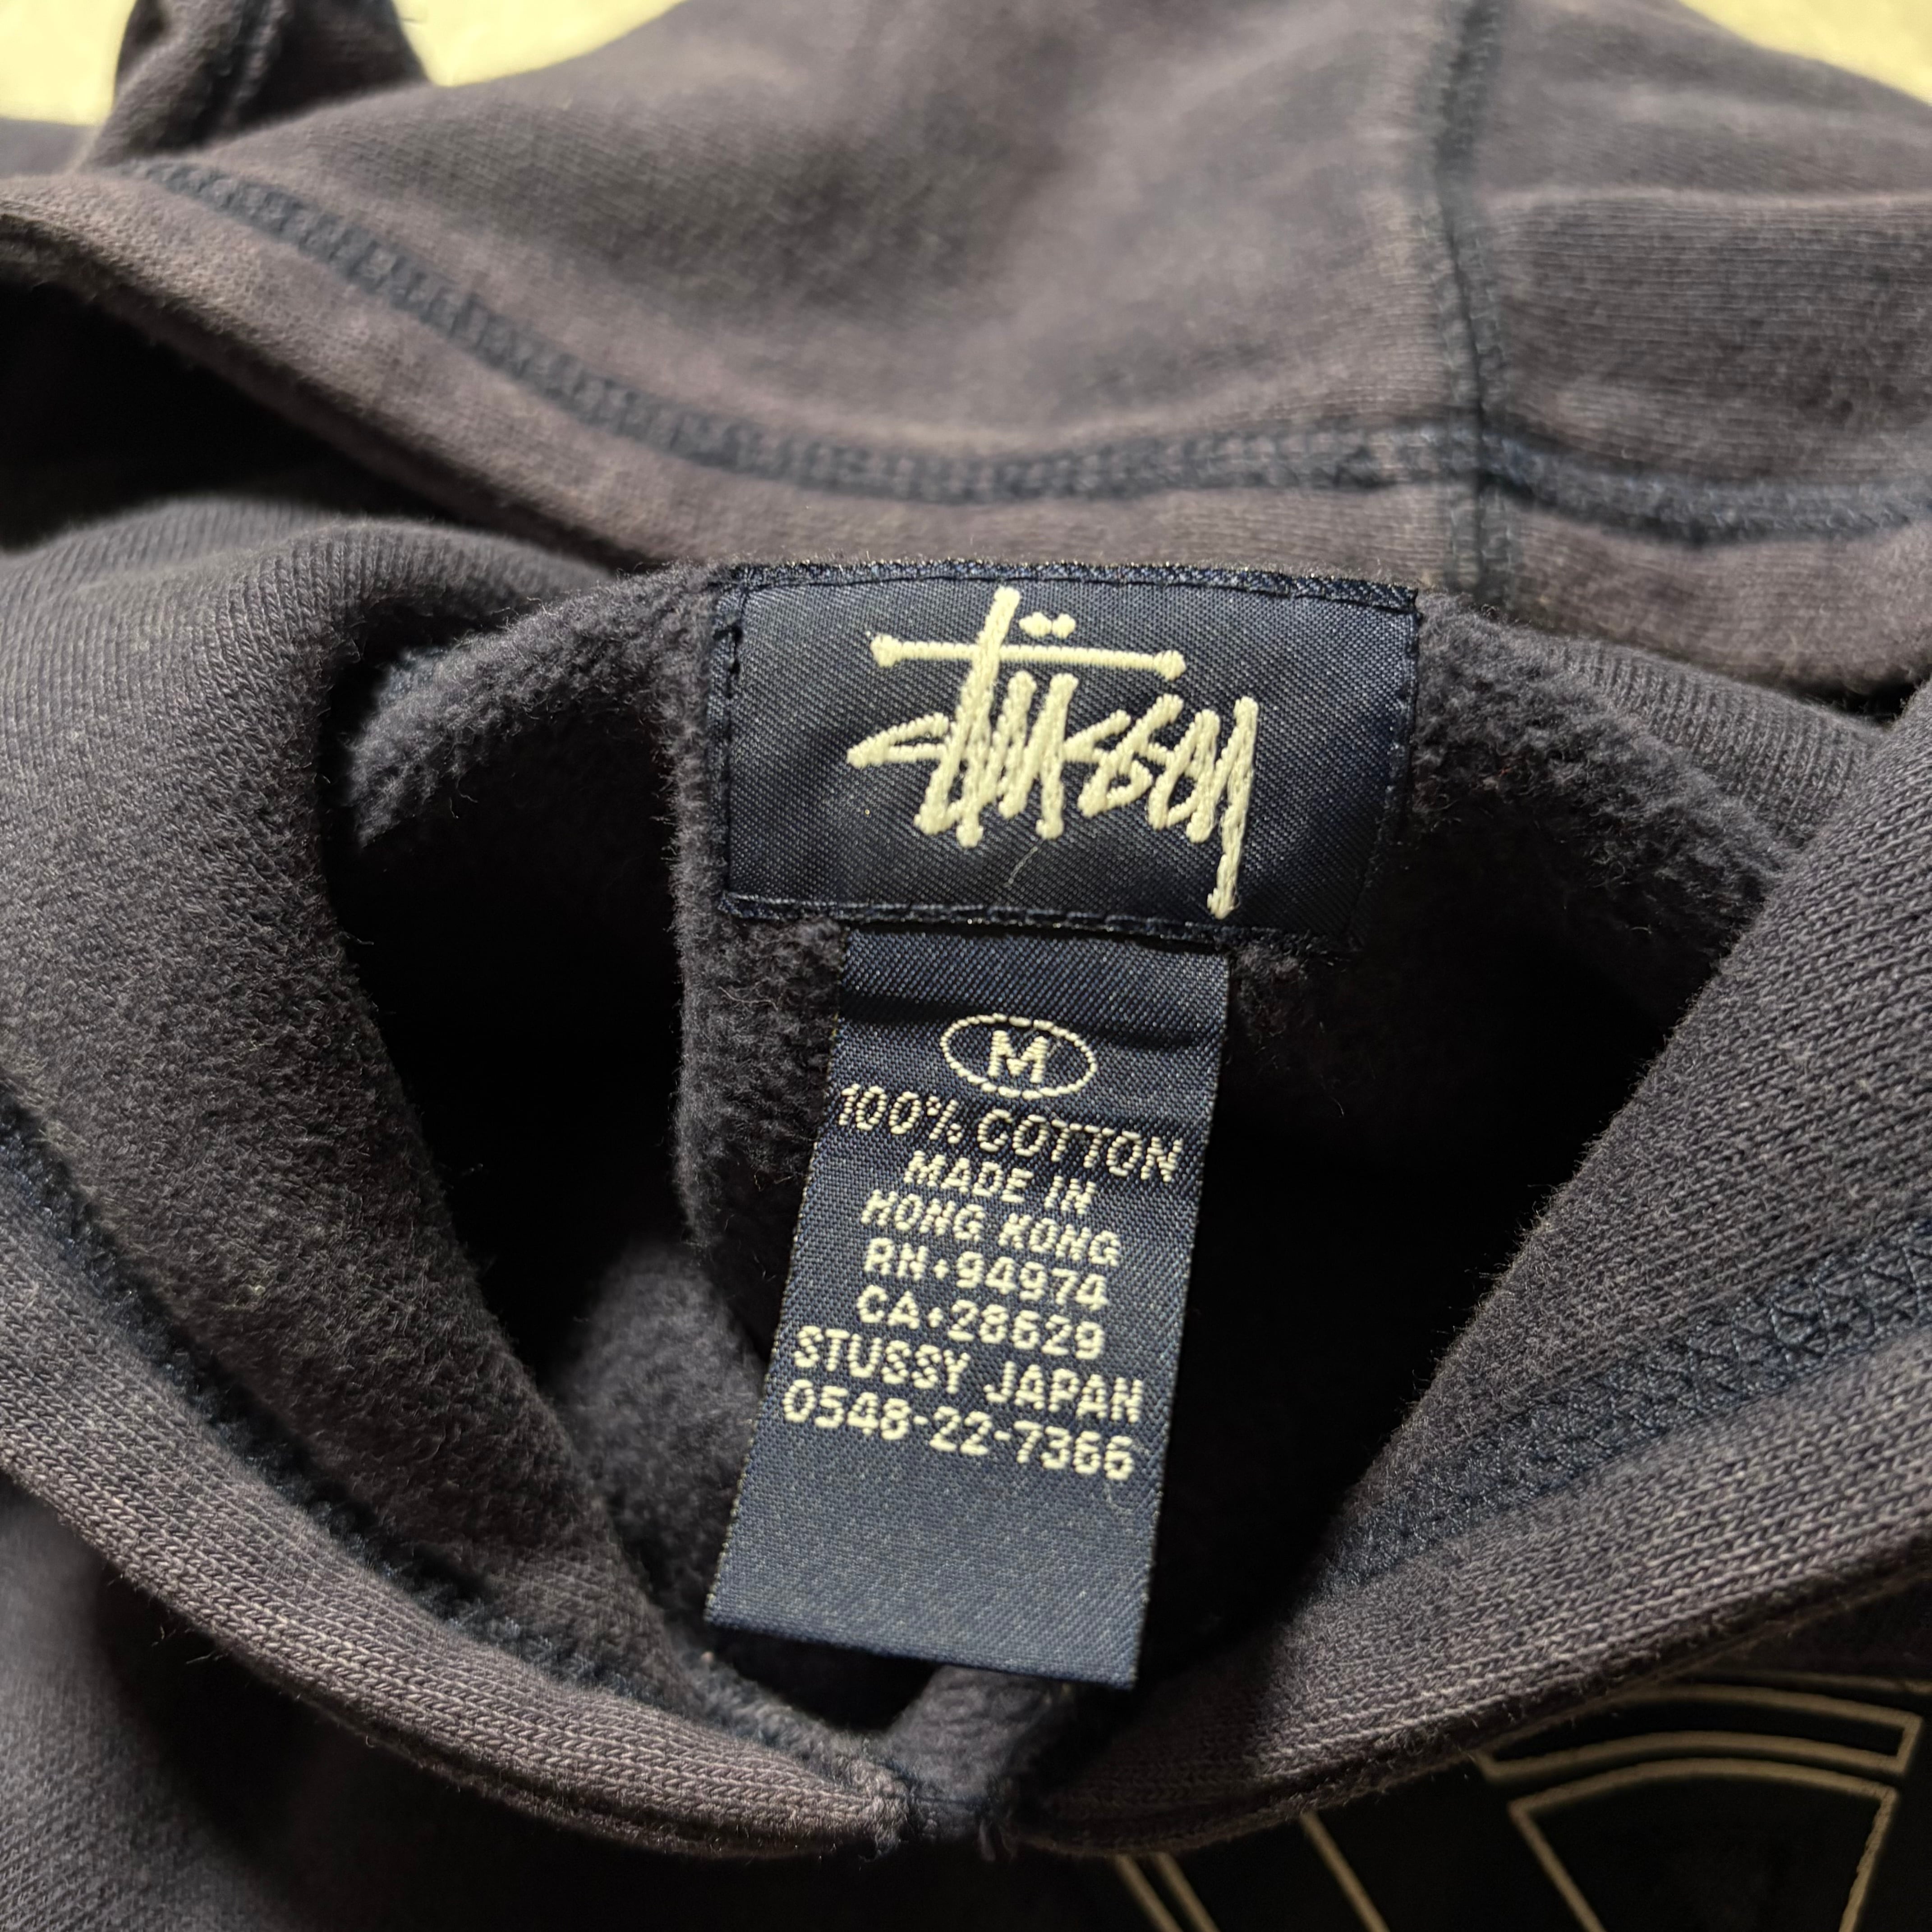 Stüssy
M
100% COTTON
MADE IN
HONG KONG
RN•94974
CA•28629
STUSSY JAPAN
0548-22-7366